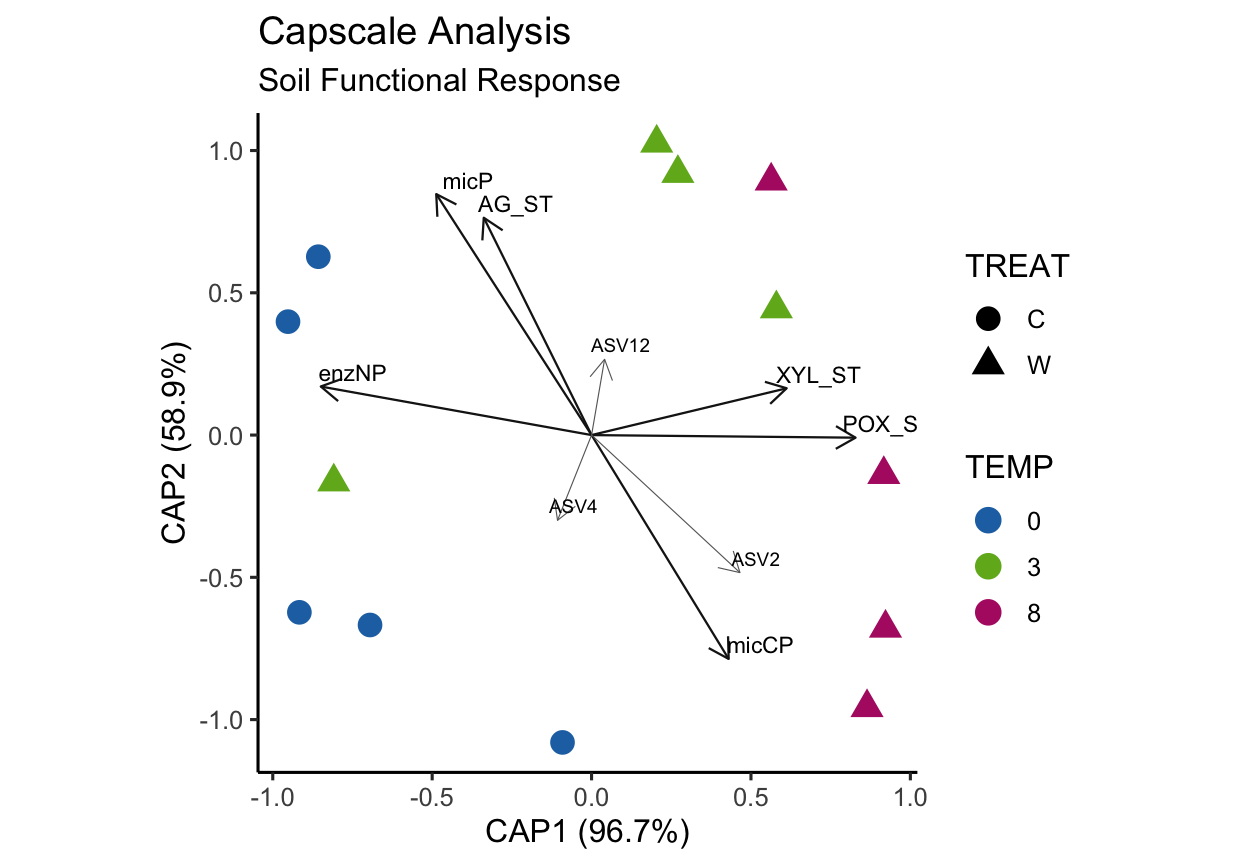 Capscale Analysis
Soil Functional Response
CAP2 (58.9%)
1.0
0.5
0.0
-0.5
-1.0
micP
AG_ST
ASV12
enzNP
XYL_ST
POX_S
ASV4
ASV2
micCP
-1.0 -0.5 0.0 0.5 1.0
CAP1 (96.7%)
TREAT
C
W
TEMP
0
3
8